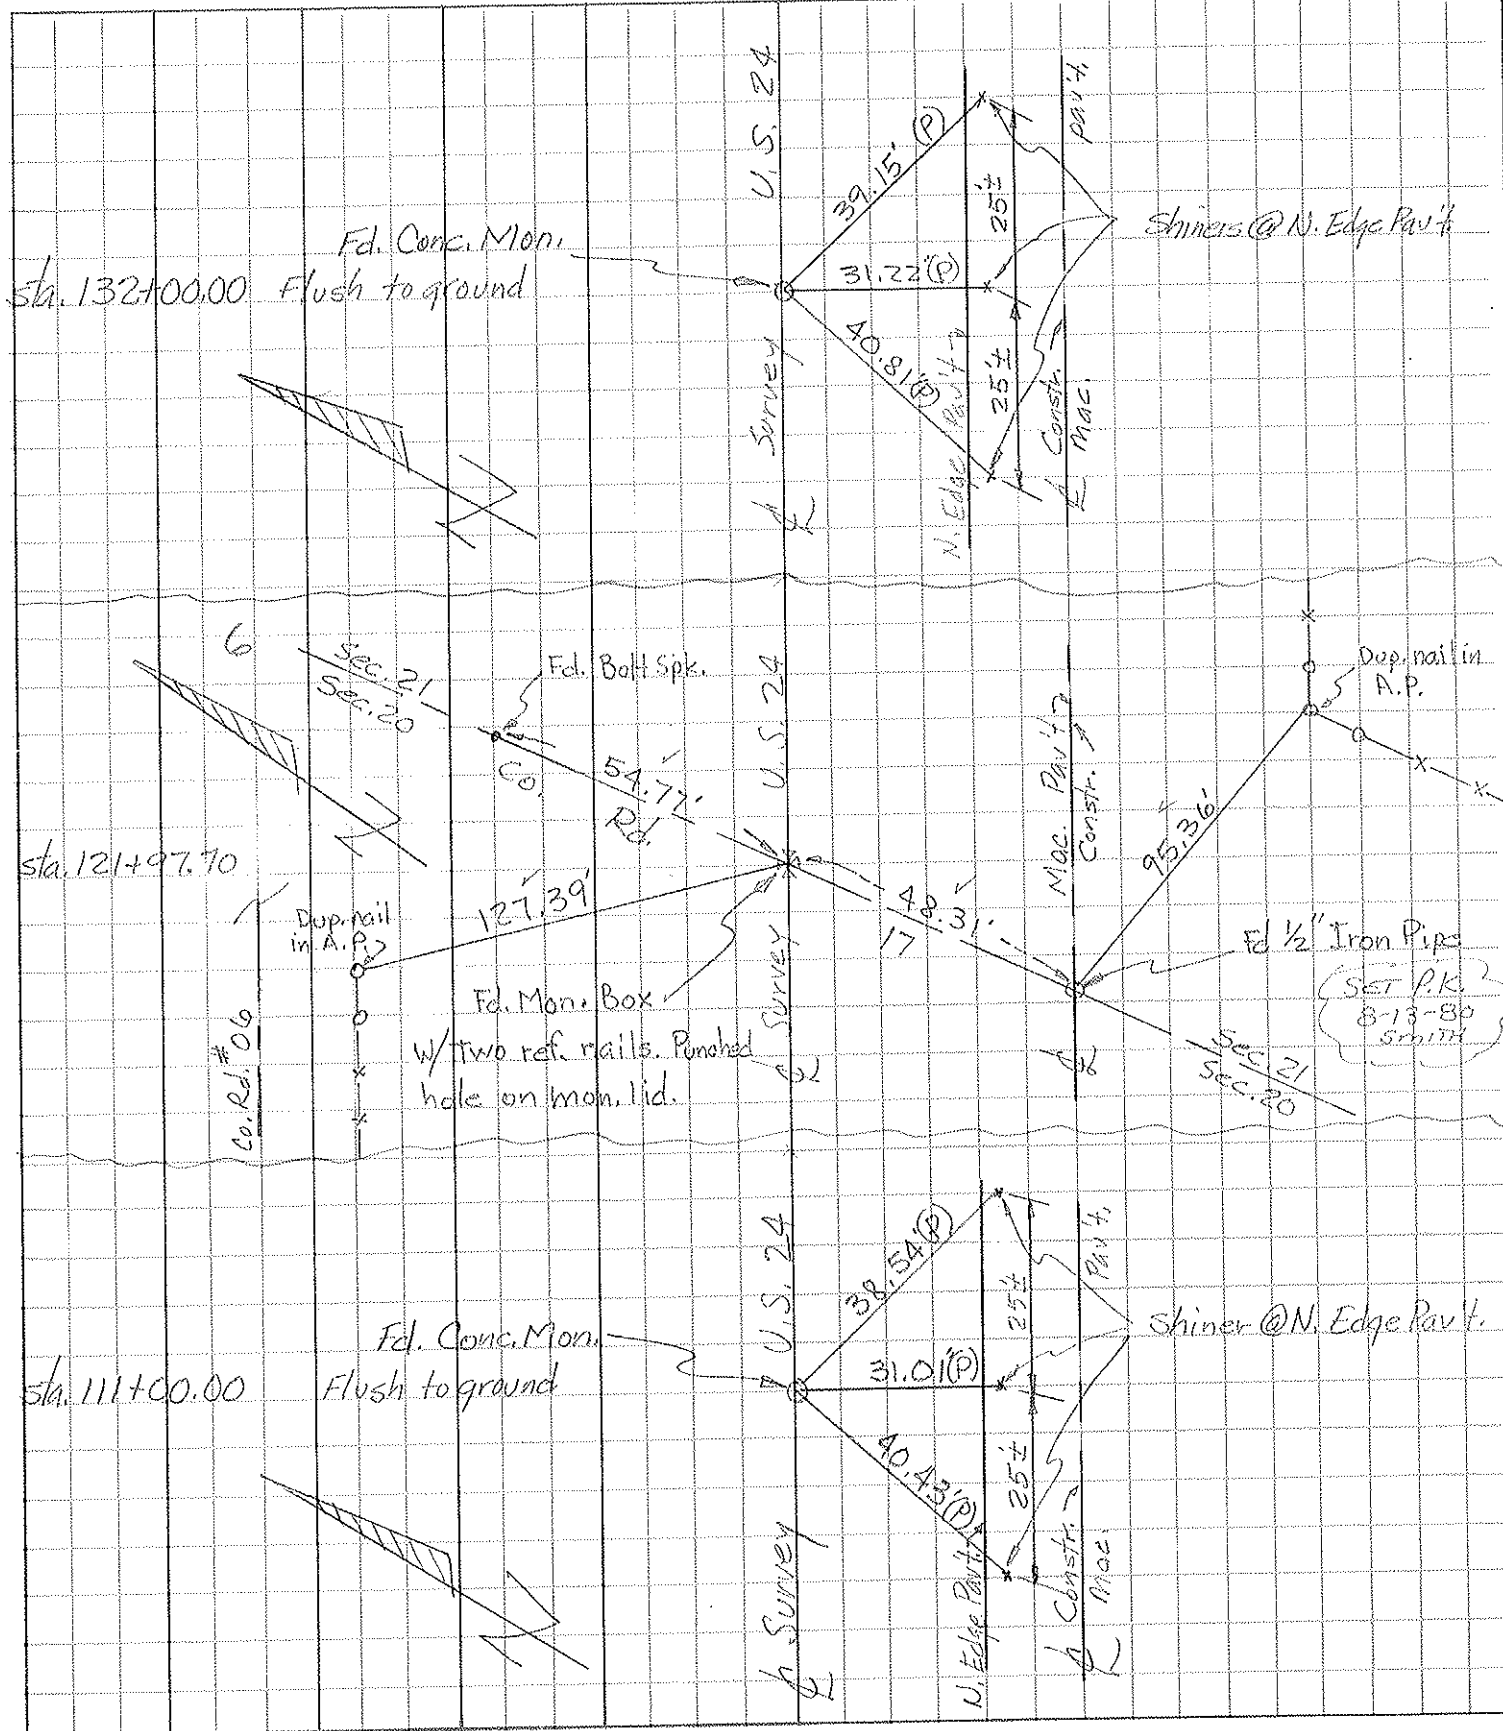 U.S. 24
39.15' (P)
25'±
pav't.
Fd. Conc. Mon.
Shiners @ N. Edge Pav't.
Sta. 132+00.00 Flush to ground
31.22' (P)
40.81' (P)
25'±
℄ Survey
N. Edge Pav't
℄ Constr.
Mac.
N
6
Sec. 21
Sec. 20
Fd. Bolt Spk.
U.S. 24
Dup. nail in
A.P.
Co.
54.77'
Rd.
Mac. Pav't
Constr.
95.36'
N
Sta. 121+97.70
127.39'
48.31'
17
Dup. nail
in A.P.
Fd 1/2" Iron Pipe
SET P.K.
8-13-80
SMITH
Fd. Mon. Box
W/ two ref. nails. Punched
hole on mon. lid.
℄ Survey
℄
Sec. 21
Sec. 20
Co. Rd. #06
U.S. 24
38.54' (P)
25'±
Pav't.
Fd. Conc. Mon.
Shiner @ N. Edge Pav't.
Sta. 111+00.00 Flush to ground
31.01' (P)
40.43' (P)
25'±
N
℄ Survey
N. Edge Pav't.
℄ Constr.
Mac.